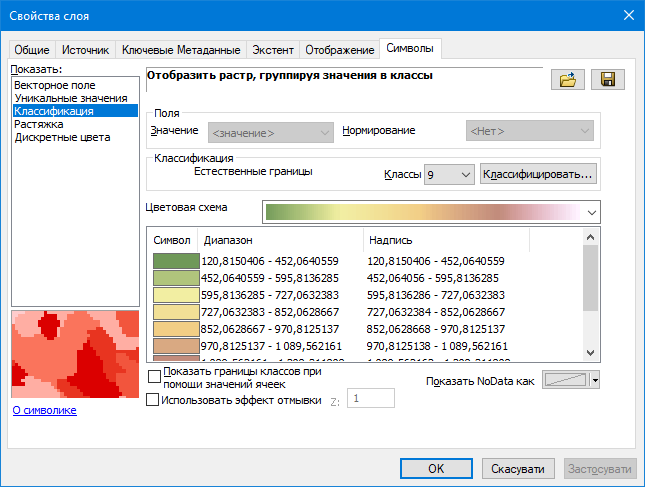 Свойства слоя
Общие Источник Ключевые Метаданные Экстент Отображение Символы
Показать:
Векторное поле
Уникальные значения
Классификация
Растяжка
Дискретные цвета
Отобразить растр, группируя значения в классы
Поля
Значение <значение> Нормирование <Нет>
Классификация
Естественные границы Классы 9 Классифицировать...
Цветовая схема
Символ Диапазон Надпись
120,8150406 - 452,0640559 120,8150406 - 452,0640559
452,0640559 - 595,8136285 452,064056 - 595,8136285
595,8136285 - 727,0632383 595,8136286 - 727,0632383
727,0632383 - 852,0628667 727,0632384 - 852,0628667
852,0628667 - 970,8125137 852,0628668 - 970,8125137
970,8125137 - 1 089,562161 970,8125138 - 1 089,562161
Показать границы классов при
помощи значений ячеек
Показать NoData как
Использовать эффект отмывки Z: 1
О символике
OK Скасувати Застосувати